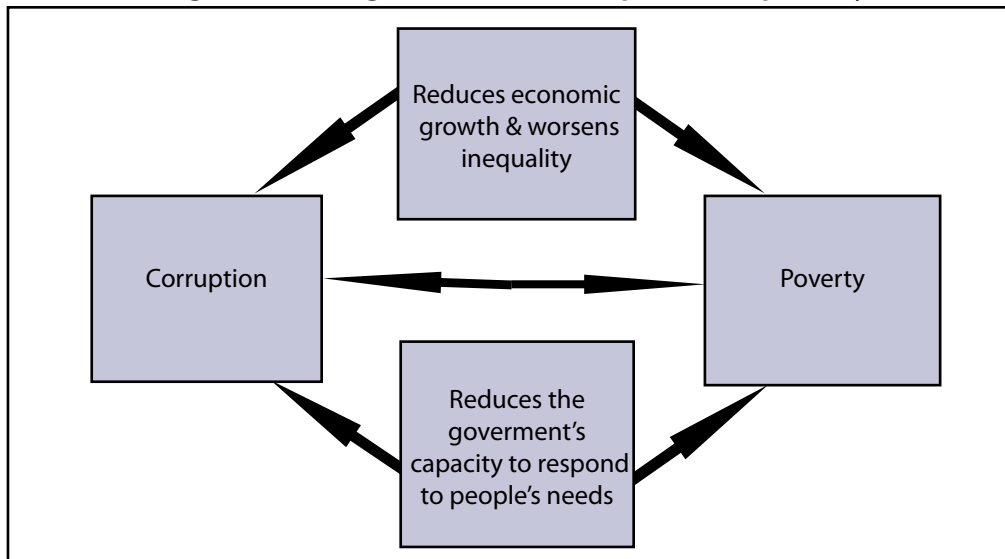 Reduces economic
growth & worsens
inequality
Corruption
Poverty
Reduces the
goverment's
capacity to respond
to people's needs